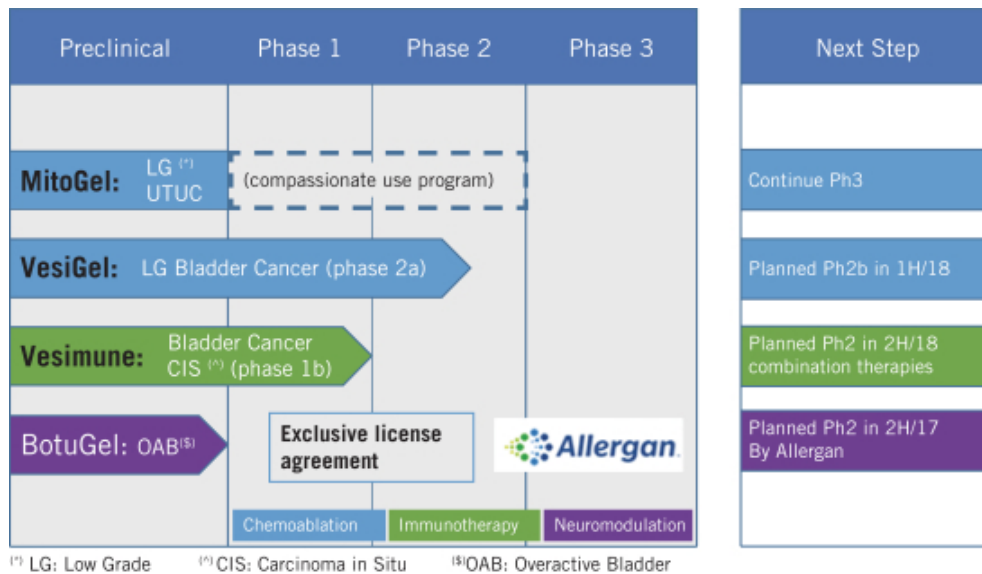 Preclinical Phase 1 Phase 2 Phase 3 Next Step
MitoGel: LG (*)
UTUC
(compassionate use program)
Continue Ph3
VesiGel: LG Bladder Cancer (phase 2a)
Planned Ph2b in 1H/18
Vesimune: Bladder Cancer
CIS (^) (phase 1b)
Planned Ph2 in 2H/18
combination therapies
BotuGel: OAB($)
Exclusive license
agreement
Allergan.
Planned Ph2 in 2H/17
By Allergan
Chemoablation Immunotherapy Neuromodulation
(*) LG: Low Grade (^) CIS: Carcinoma in Situ ($)OAB: Overactive Bladder